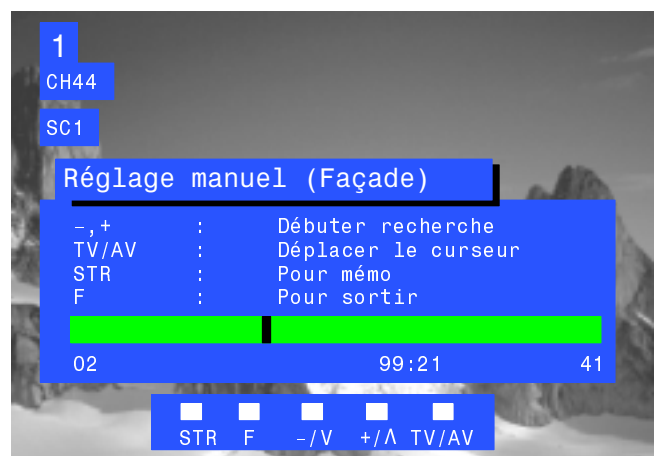 1
CH44
SC1
Réglage manuel (Façade)
–,+ : Débuter recherche
TV/AV : Déplacer le curseur
STR : Pour mémo
F : Pour sortir
02 99:21 41
STR F –/V +/Λ TV/AV